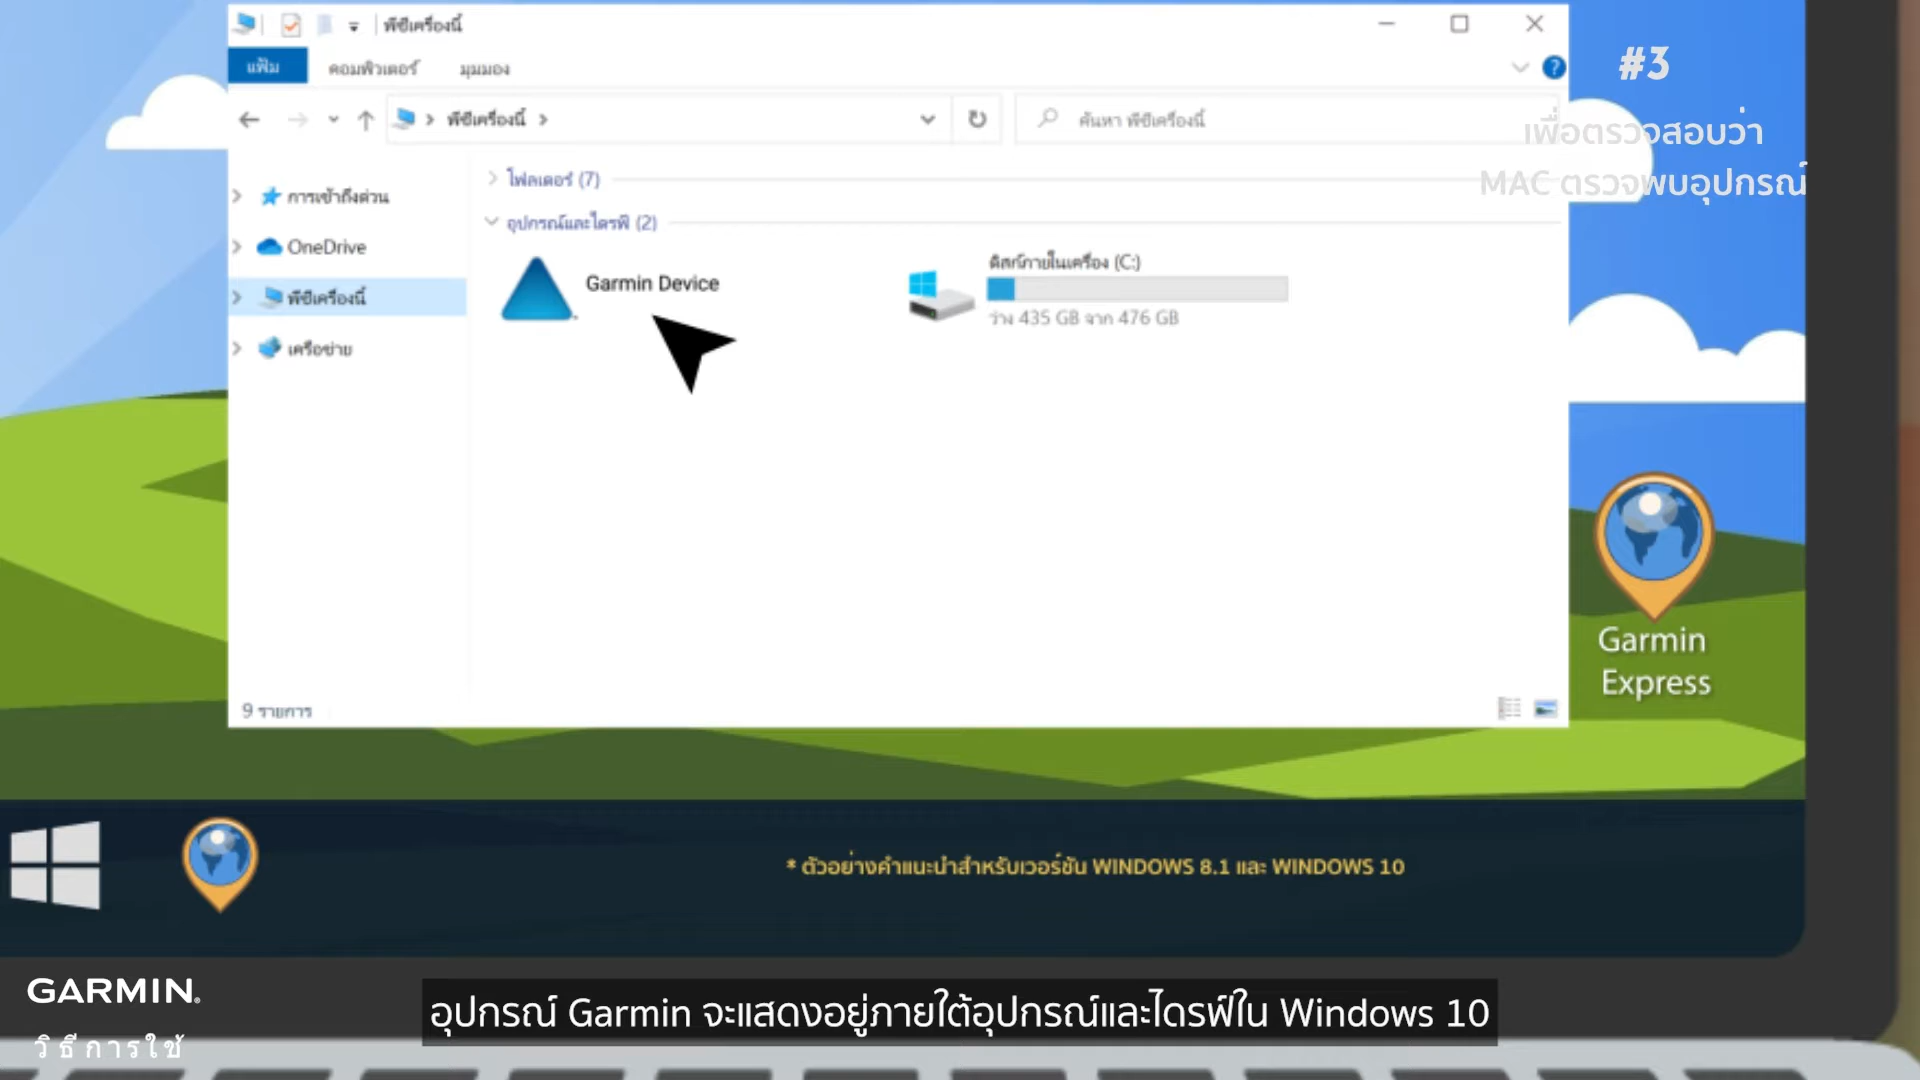 พีซีเครื่องนี้
แฟ้ม คอมพิวเตอร์ มุมมอง
#3
พีซีเครื่องนี้
ค้นหา พีซีเครื่องนี้
เพื่อตรวจสอบว่า
MAC ตรวจพบอุปกรณ์
โฟลเดอร์ (7)
การเข้าถึงด่วน
อุปกรณ์และไดรฟ์ (2)
OneDrive
Garmin Device
ดิสก์ภายในเครื่อง (C:)
พีซีเครื่องนี้
ว่าง 435 GB จาก 476 GB
เครือข่าย
Garmin
Express
9 รายการ
* ตัวอย่างคำแนะนำสำหรับเวอร์ชัน WINDOWS 8.1 และ WINDOWS 10
GARMIN.
วิธีการใช้
อุปกรณ์ Garmin จะแสดงอยู่ภายใต้อุปกรณ์และไดรฟ์ใน Windows 10